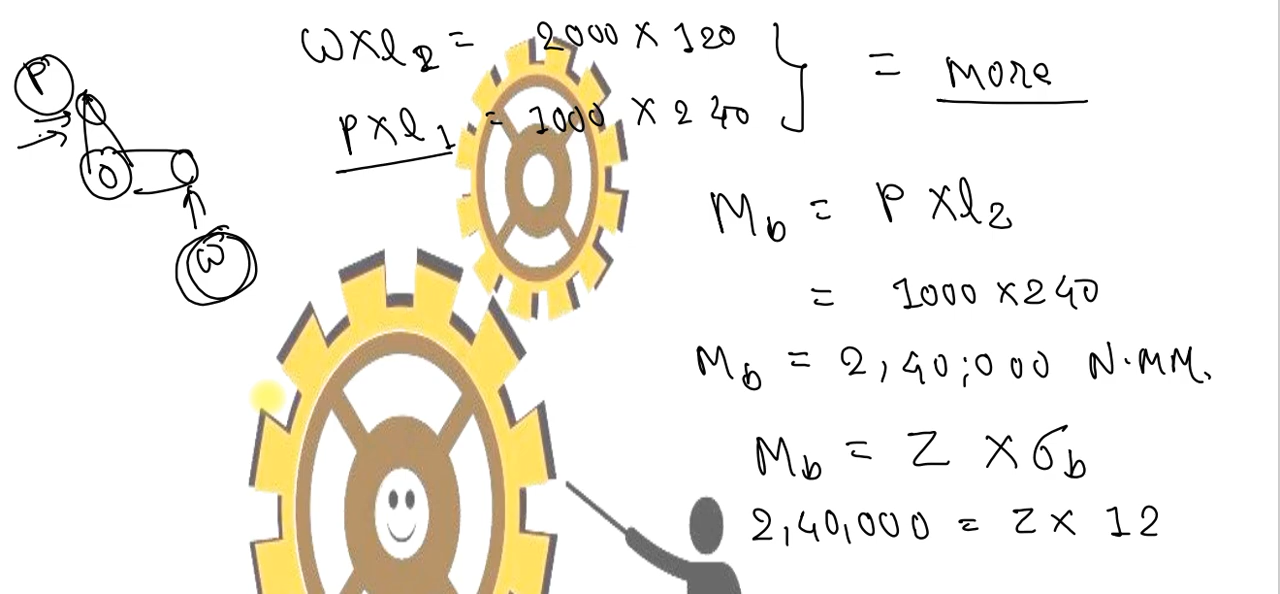 W×l2 = 2000 × 120
P×l1 = 1000 × 240
= more
P
O
W
Mb = P × l2
= 1000 × 240
Mb = 2,40,000 N.MM.
Mb = Z × σb
2,40,000 = Z × 12